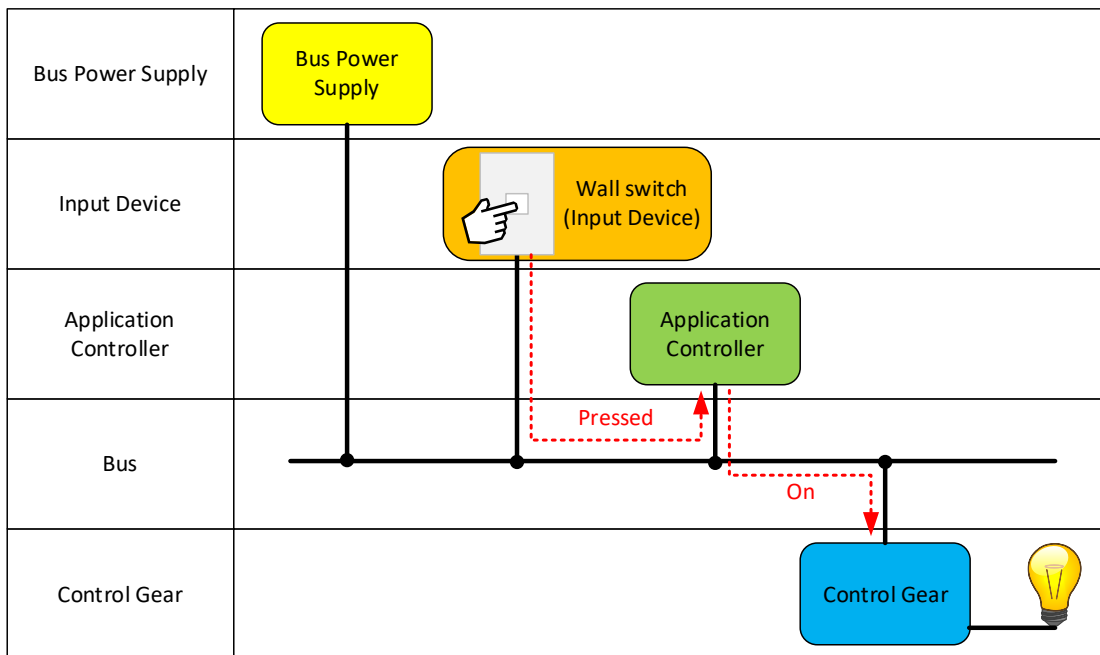 Bus Power Supply
Bus Power
Supply
Input Device
Wall switch
(Input Device)
Application
Controller
Application
Controller
Pressed
Bus
On
Control Gear
Control Gear